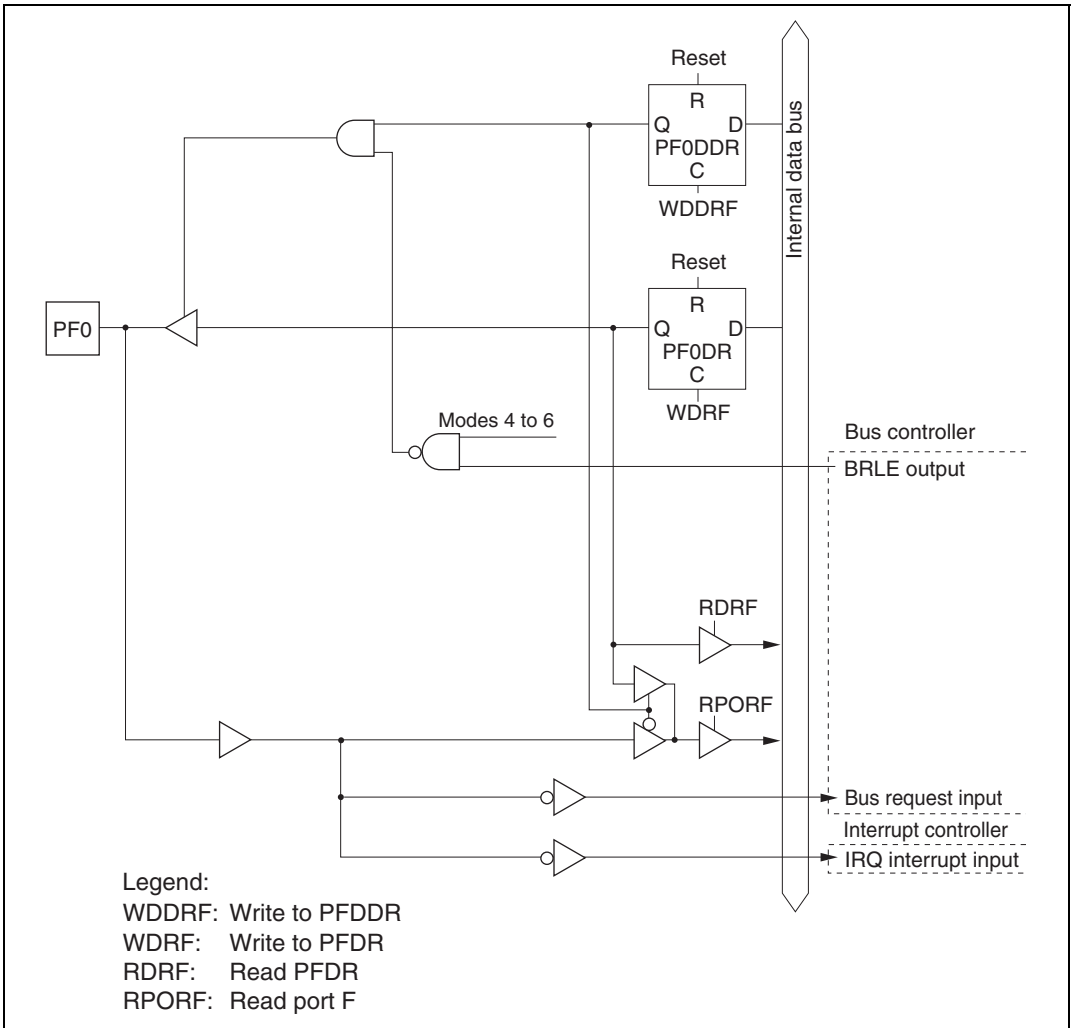 Reset
R
Q D
PF0DDR
C
WDDRF
Internal data bus
Reset
R
PF0
Q D
PF0DR
C
WDRF
Modes 4 to 6
Bus controller
BRLE output
RDRF
RPORF
Bus request input
Interrupt controller
IRQ interrupt input
Legend:
WDDRF: Write to PFDDR
WDRF: Write to PFDR
RDRF: Read PFDR
RPORF: Read port F